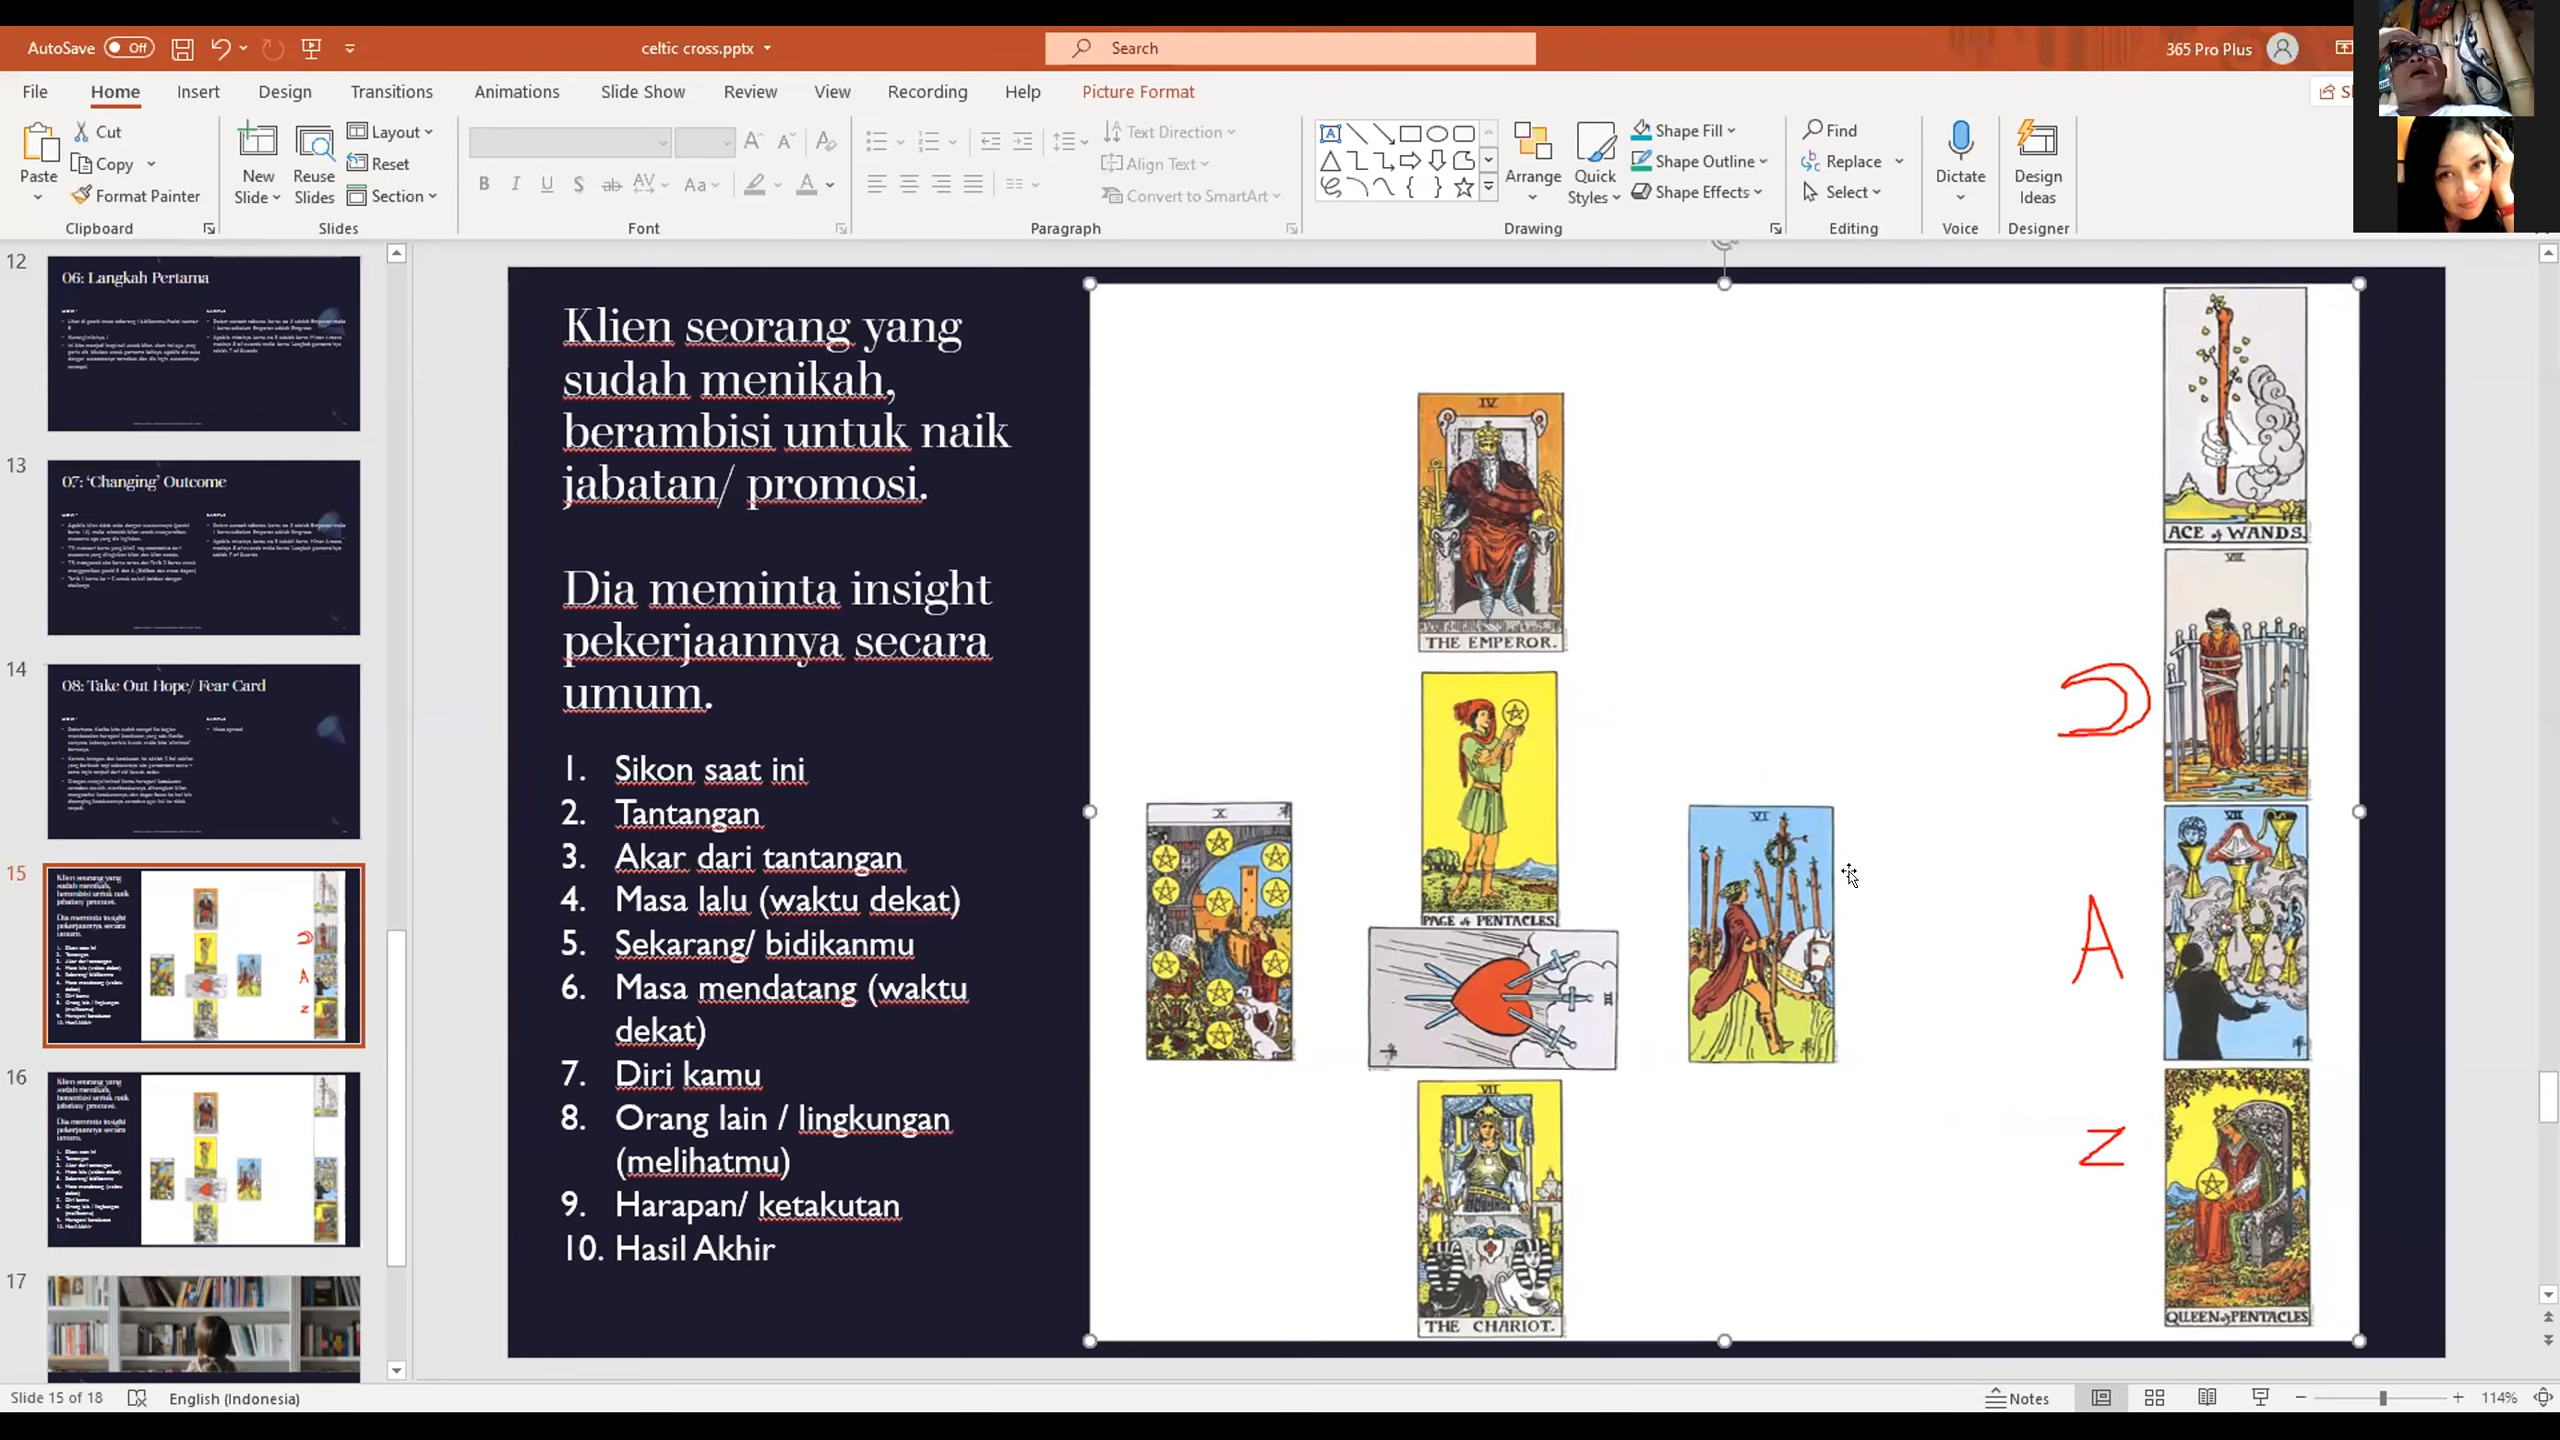 AutoSave Off
celtic cross.pptx
Search
365 Pro Plus
File Home Insert Design Transitions Animations Slide Show Review View Recording Help Picture Format
Paste
Cut
Copy
Format Painter
Clipboard
New Slide
Reuse Slides
Layout
Reset
Section
Slides
Font
Text Direction
Align Text
Convert to SmartArt
Paragraph
Arrange
Quick Styles
Shape Fill
Shape Outline
Shape Effects
Drawing
Find
Replace
Select
Editing
Dictate
Voice
Design Ideas
Designer
12
06: Langkah Pertama
13
07: 'Changing' Outcome
14
08: Take Out Hope/ Fear Card
15
16
17
Klien seorang yang
sudah menikah,
berambisi untuk naik
jabatan/ promosi.
Dia meminta insight
pekerjaannya secara
umum.
1. Sikon saat ini
2. Tantangan
3. Akar dari tantangan
4. Masa lalu (waktu dekat)
5. Sekarang/ bidikanmu
6. Masa mendatang (waktu
dekat)
7. Diri kamu
8. Orang lain / lingkungan
(melihatmu)
9. Harapan/ ketakutan
10. Hasil Akhir
IV
THE EMPEROR.
PAGE of PENTACLES.
X
III
VI
VII
THE CHARIOT.
ACE of WANDS.
VIII
VII
QUEEN of PENTACLES
A
Z
Slide 15 of 18
English (Indonesia)
Notes
114%